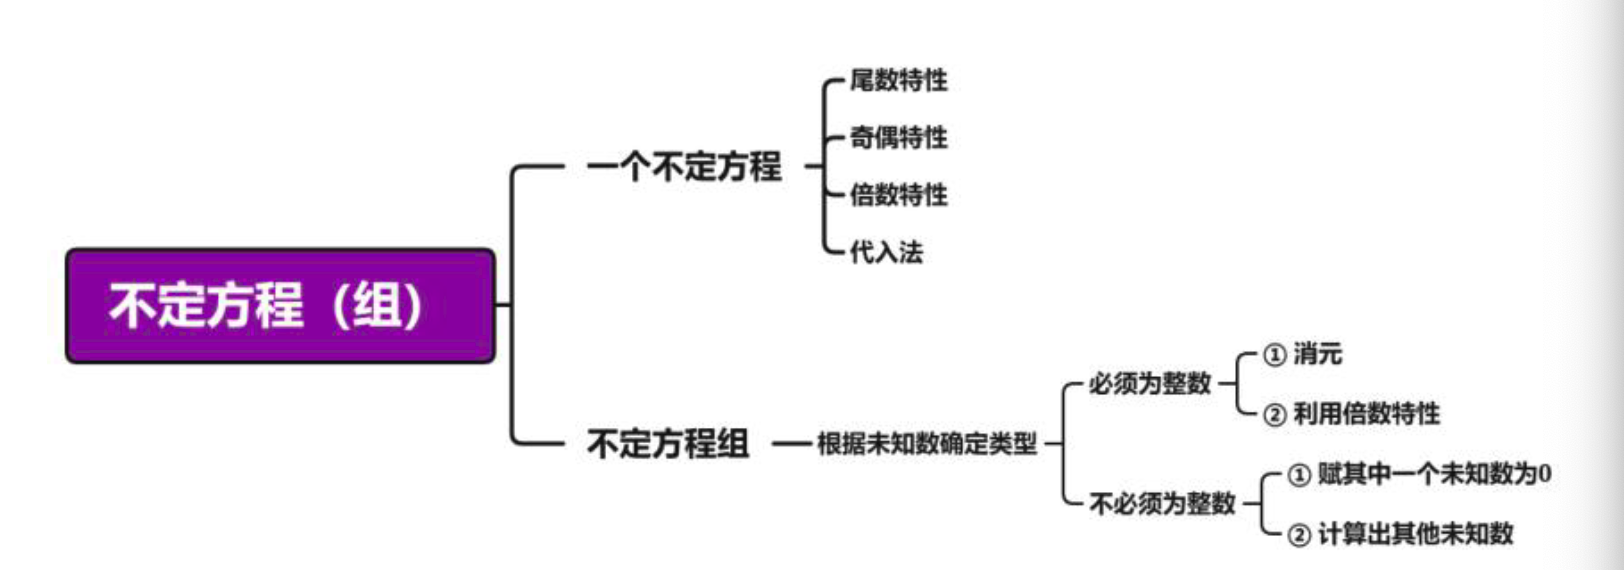 不定方程（组）
一个不定方程
尾数特性
奇偶特性
倍数特性
代入法
不定方程组
根据未知数确定类型
必须为整数
① 消元
② 利用倍数特性
不必须为整数
① 赋其中一个未知数为0
② 计算出其他未知数